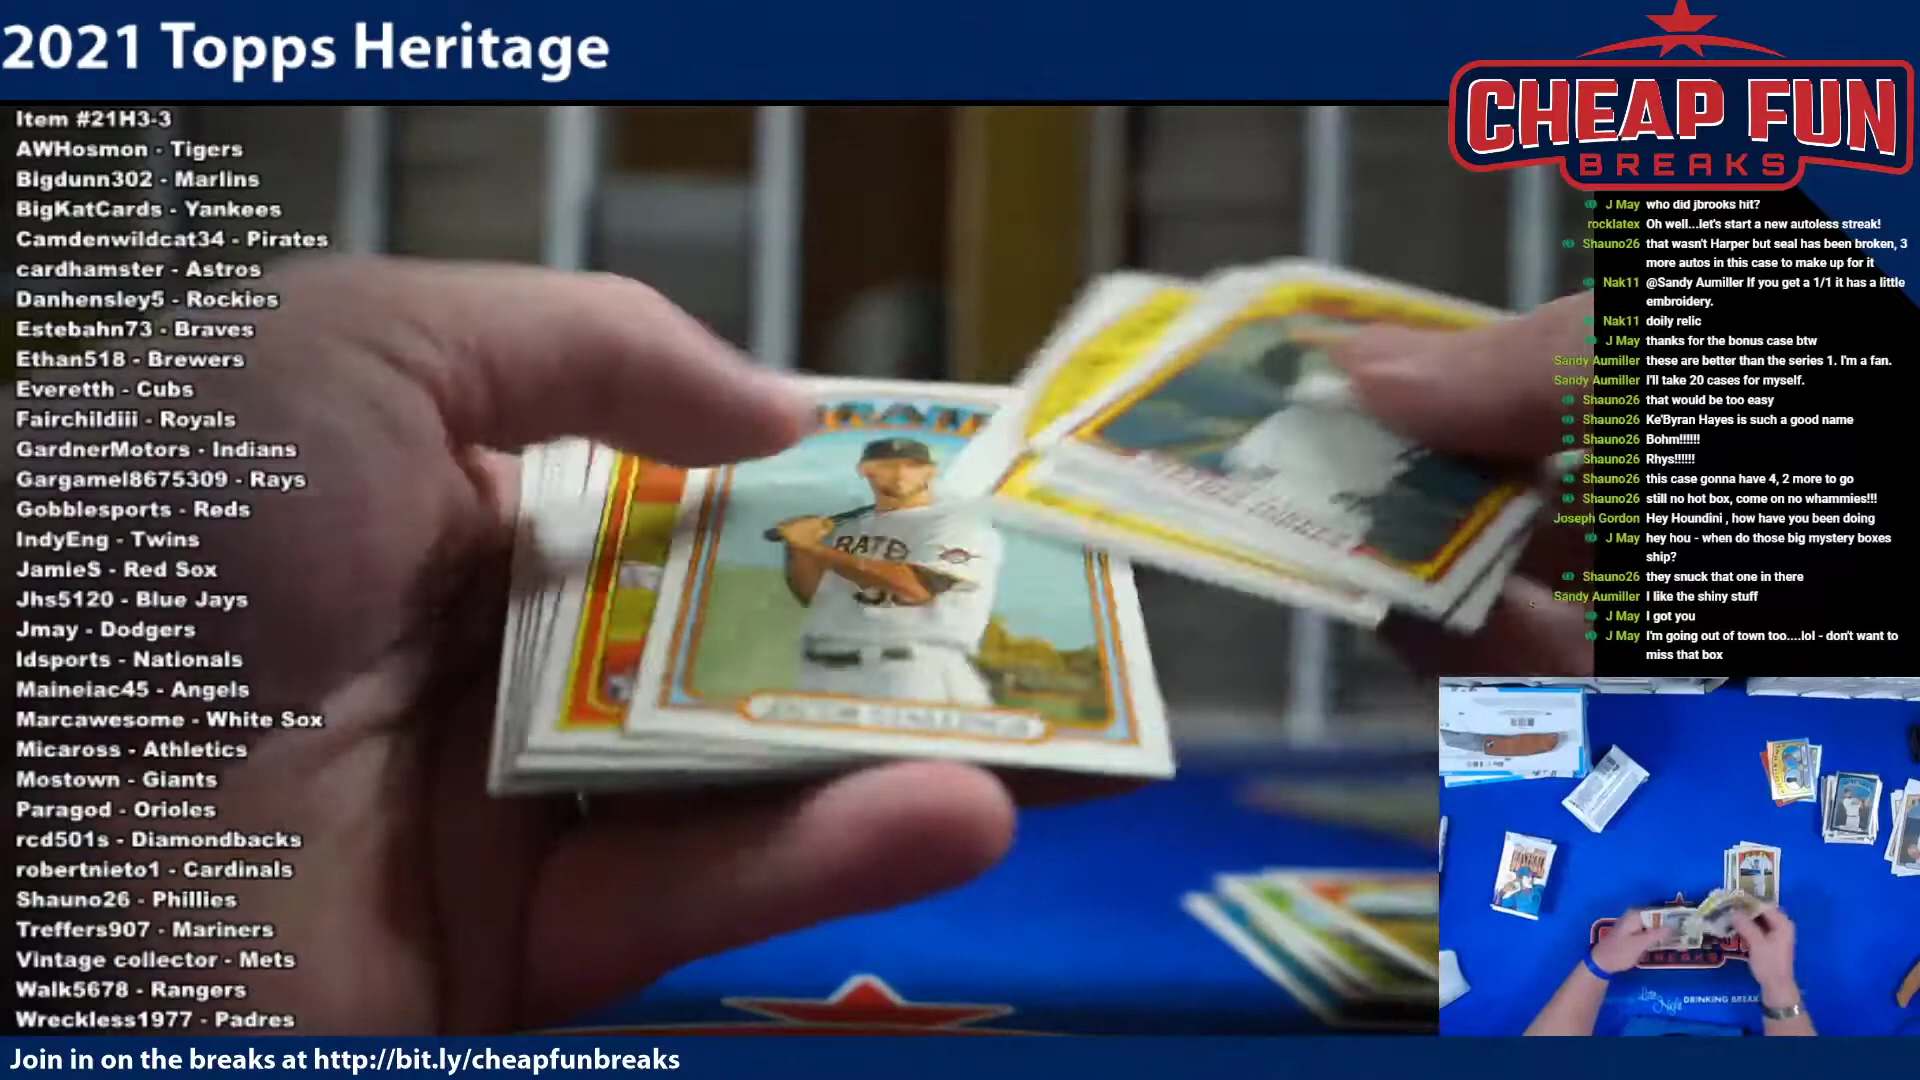 2021 Topps Heritage
Item #21H3-3
AWHosmon - Tigers
Bigdunn302 - Marlins
BigKatCards - Yankees
Camdenwildcat34 - Pirates
cardhamster - Astros
Danhensley5 - Rockies
Estebahn73 - Braves
Ethan518 - Brewers
Everetth - Cubs
Fairchildiii - Royals
GardnerMotors - Indians
Gargamel8675309 - Rays
Gobblesports - Reds
IndyEng - Twins
JamieS - Red Sox
Jhs5120 - Blue Jays
Jmay - Dodgers
ldsports - Nationals
Maineiac45 - Angels
Marcawesome - White Sox
Micaross - Athletics
Mostown - Giants
Paragod - Orioles
rcd501s - Diamondbacks
robertnieto1 - Cardinals
Shauno26 - Phillies
Treffers907 - Mariners
Vintage collector - Mets
Walk5678 - Rangers
Wreckless1977 - Padres
CHEAP FUN
BREAKS
J May who did jbrooks hit?
rocklatex Oh well...let's start a new autoless streak!
Shauno26 that wasn't Harper but seal has been broken, 3
more autos in this case to make up for it
Nak11 @Sandy Aumiller If you get a 1/1 it has a little
embroidery.
Nak11 doily relic
J May thanks for the bonus case btw
Sandy Aumiller these are better than the series 1. I'm a fan.
Sandy Aumiller I'll take 20 cases for myself.
Shauno26 that would be too easy
Shauno26 Ke'Byran Hayes is such a good name
Shauno26 Bohm!!!!!!
Shauno26 Rhys!!!!!!
Shauno26 this case gonna have 4, 2 more to go
Shauno26 still no hot box, come on no whammies!!!
Joseph Gordon Hey Houndini , how have you been doing
J May hey hou - when do those big mystery boxes
ship?
Shauno26 they snuck that one in there
Sandy Aumiller I like the shiny stuff
J May I got you
J May I'm going out of town too....lol - don't want to
miss that box
DRINKING BREAK
Join in on the breaks at http://bit.ly/cheapfunbreaks